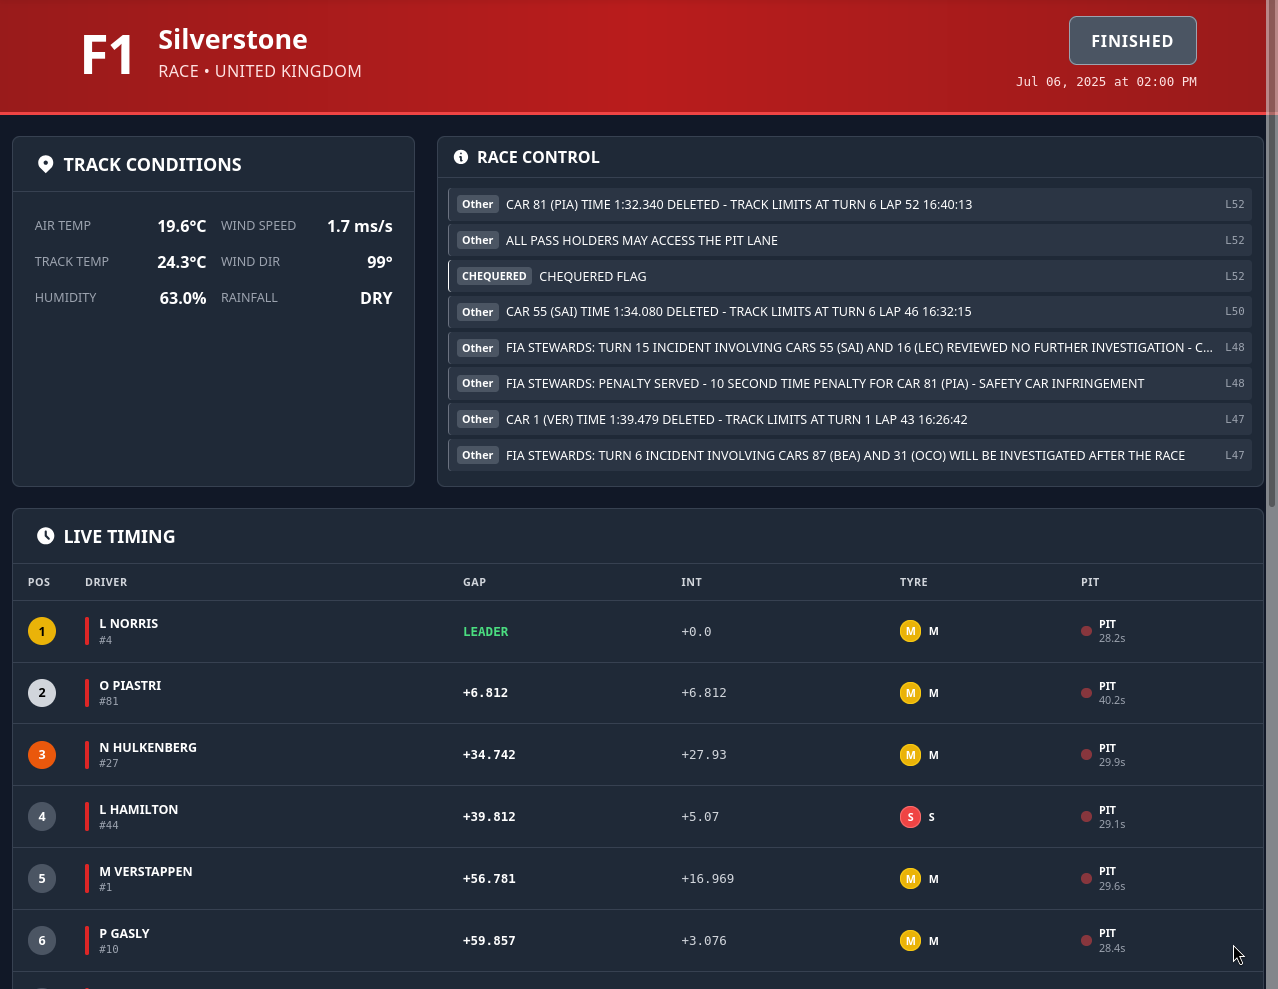 F1
Silverstone
RACE • UNITED KINGDOM
FINISHED
Jul 06, 2025 at 02:00 PM
TRACK CONDITIONS
AIR TEMP 19.6°C WIND SPEED 1.7 ms/s
TRACK TEMP 24.3°C WIND DIR 99°
HUMIDITY 63.0% RAINFALL DRY
RACE CONTROL
Other CAR 81 (PIA) TIME 1:32.340 DELETED - TRACK LIMITS AT TURN 6 LAP 52 16:40:13 L52
Other ALL PASS HOLDERS MAY ACCESS THE PIT LANE L52
CHEQUERED CHEQUERED FLAG L52
Other CAR 55 (SAI) TIME 1:34.080 DELETED - TRACK LIMITS AT TURN 6 LAP 46 16:32:15 L50
Other FIA STEWARDS: TURN 15 INCIDENT INVOLVING CARS 55 (SAI) AND 16 (LEC) REVIEWED NO FURTHER INVESTIGATION - C... L48
Other FIA STEWARDS: PENALTY SERVED - 10 SECOND TIME PENALTY FOR CAR 81 (PIA) - SAFETY CAR INFRINGEMENT L48
Other CAR 1 (VER) TIME 1:39.479 DELETED - TRACK LIMITS AT TURN 1 LAP 43 16:26:42 L47
Other FIA STEWARDS: TURN 6 INCIDENT INVOLVING CARS 87 (BEA) AND 31 (OCO) WILL BE INVESTIGATED AFTER THE RACE L47
LIVE TIMING
POS DRIVER GAP INT TYRE PIT
1 L NORRIS LEADER +0.0 M M PIT
#4 28.2s
2 O PIASTRI +6.812 +6.812 M M PIT
#81 40.2s
3 N HULKENBERG +34.742 +27.93 M M PIT
#27 29.9s
4 L HAMILTON +39.812 +5.07 S S PIT
#44 29.1s
5 M VERSTAPPEN +56.781 +16.969 M M PIT
#1 29.6s
6 P GASLY +59.857 +3.076 M M PIT
#10 28.4s